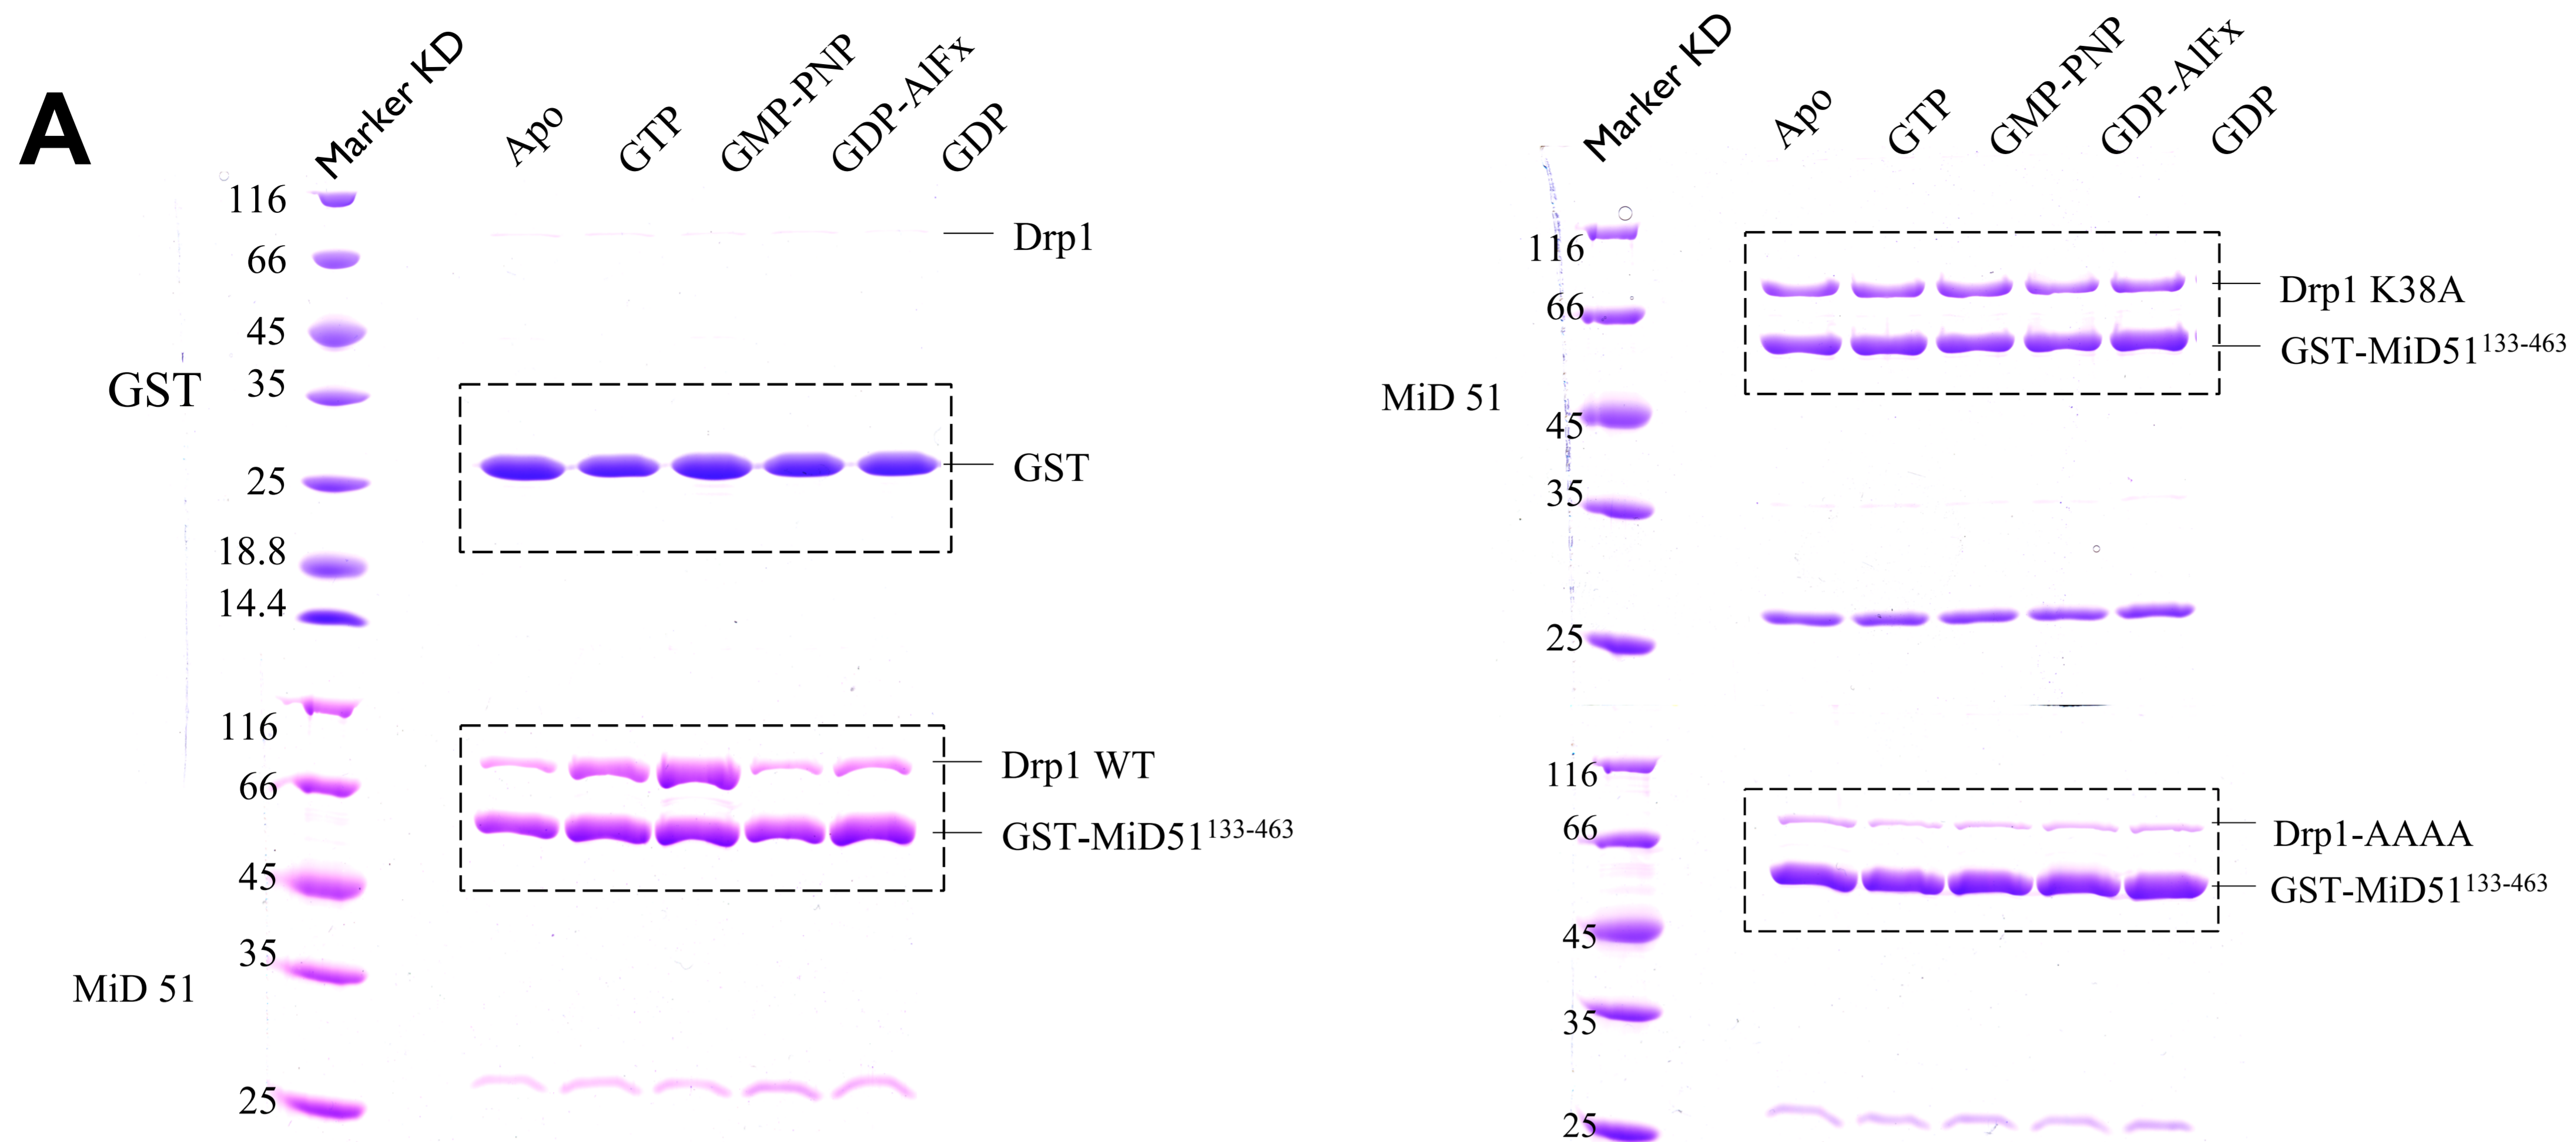 A
Marker KD
Apo
GTP
GMP-PNP
GDP-AlFx
GDP
116
66
45
35
25
18.8
14.4
GST
Drp1
GST
116
66
45
35
25
MiD 51
Drp1 WT
GST-MiD51133-463
Marker KD
Apo
GTP
GMP-PNP
GDP-AlFx
GDP
116
66
45
35
25
MiD 51
Drp1 K38A
GST-MiD51133-463
116
66
45
35
25
Drp1-AAAA
GST-MiD51133-463